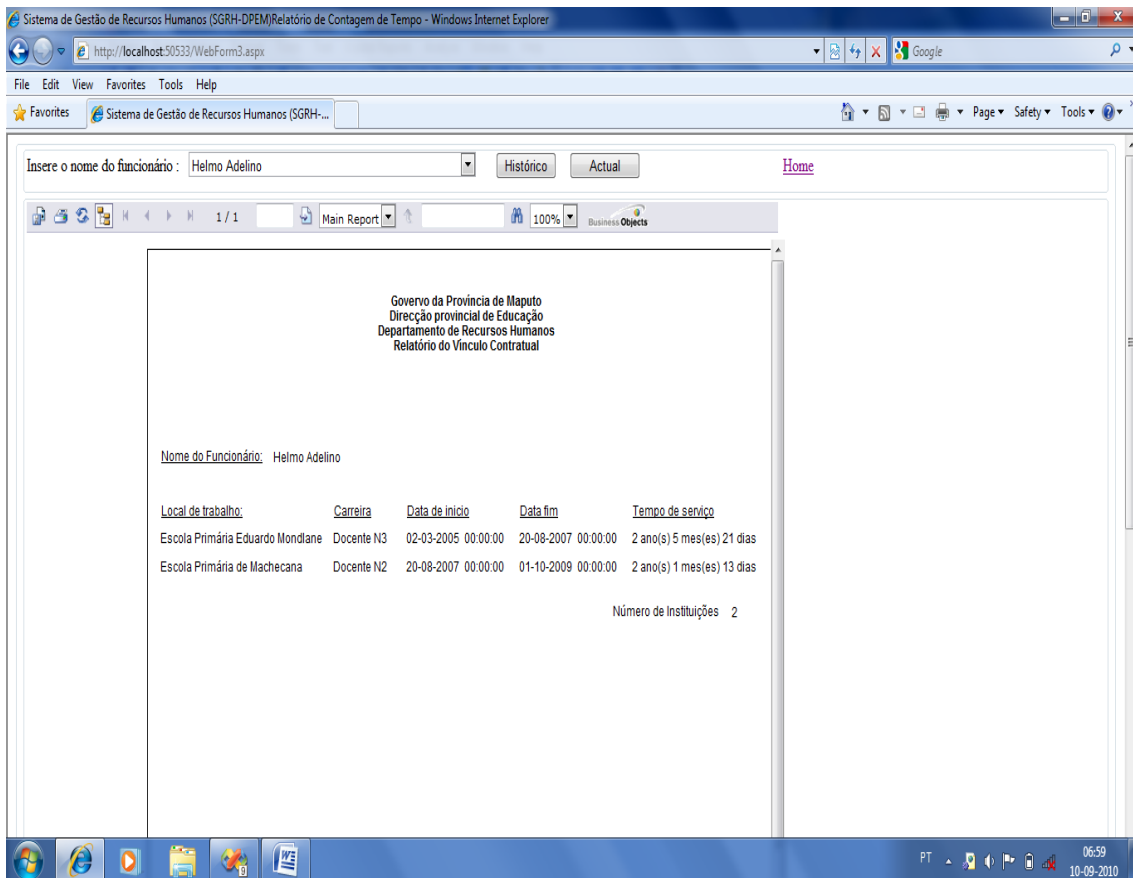 Sistema de Gestão de Recursos Humanos (SGRH-DPEM)Relatório de Contagem de Tempo - Windows Internet Explorer
http://localhost:50533/WebForm3.aspx
Google
File Edit View Favorites Tools Help
Favorites Sistema de Gestão de Recursos Humanos (SGRH-... Page Safety Tools
Insere o nome do funcionário : Helmo Adelino Histórico Actual Home
1 / 1 Main Report 100% Business Objects
Govervo da Província de Maputo
Direcção provincial de Educação
Departamento de Recursos Humanos
Relatório do Vínculo Contratual
Nome do Funcionário: Helmo Adelino
Local de trabalho: Carreira Data de inicio Data fim Tempo de serviço
Escola Primária Eduardo Mondlane Docente N3 02-03-2005 00:00:00 20-08-2007 00:00:00 2 ano(s) 5 mes(es) 21 dias
Escola Primária de Machecana Docente N2 20-08-2007 00:00:00 01-10-2009 00:00:00 2 ano(s) 1 mes(es) 13 dias
Número de Instituições 2
PT 06:59
10-09-2010